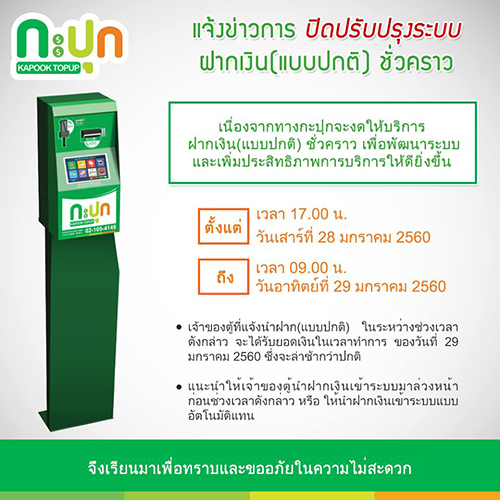 กะปุก
KAPOOK TOPUP
แจ้งข่าวการ ปิดปรับปรุงระบบ
ฝากเงิน(แบบปกติ) ชั่วคราว
เนื่องจากทางกะปุกจะงดให้บริการ
ฝากเงิน(แบบปกติ) ชั่วคราว เพื่อพัฒนาระบบ
และเพิ่มประสิทธิภาพการบริการให้ดียิ่งขึ้น
ตั้งแต่
เวลา 17.00 น.
วันเสาร์ที่ 28 มกราคม 2560
ถึง
เวลา 09.00 น.
วันอาทิตย์ที่ 29 มกราคม 2560
กะปุก
KAPOOK TOPUP
02-105-4149
• เจ้าของตู้ที่แจ้งนำฝาก(แบบปกติ) ในระหว่างช่วงเวลา
ดังกล่าว จะได้รับยอดเงินในเวลาทำการ ของวันที่ 29
มกราคม 2560 ซึ่งจะล่าช้ากว่าปกติ
• แนะนำให้เจ้าของตู้นำฝากเงินเข้าระบบมาล่วงหน้า
ก่อนช่วงเวลาดังกล่าว หรือ ให้นำฝากเงินเข้าระบบแบบ
อัตโนมัติแทน
จึงเรียนมาเพื่อทราบและขออภัยในความไม่สะดวก